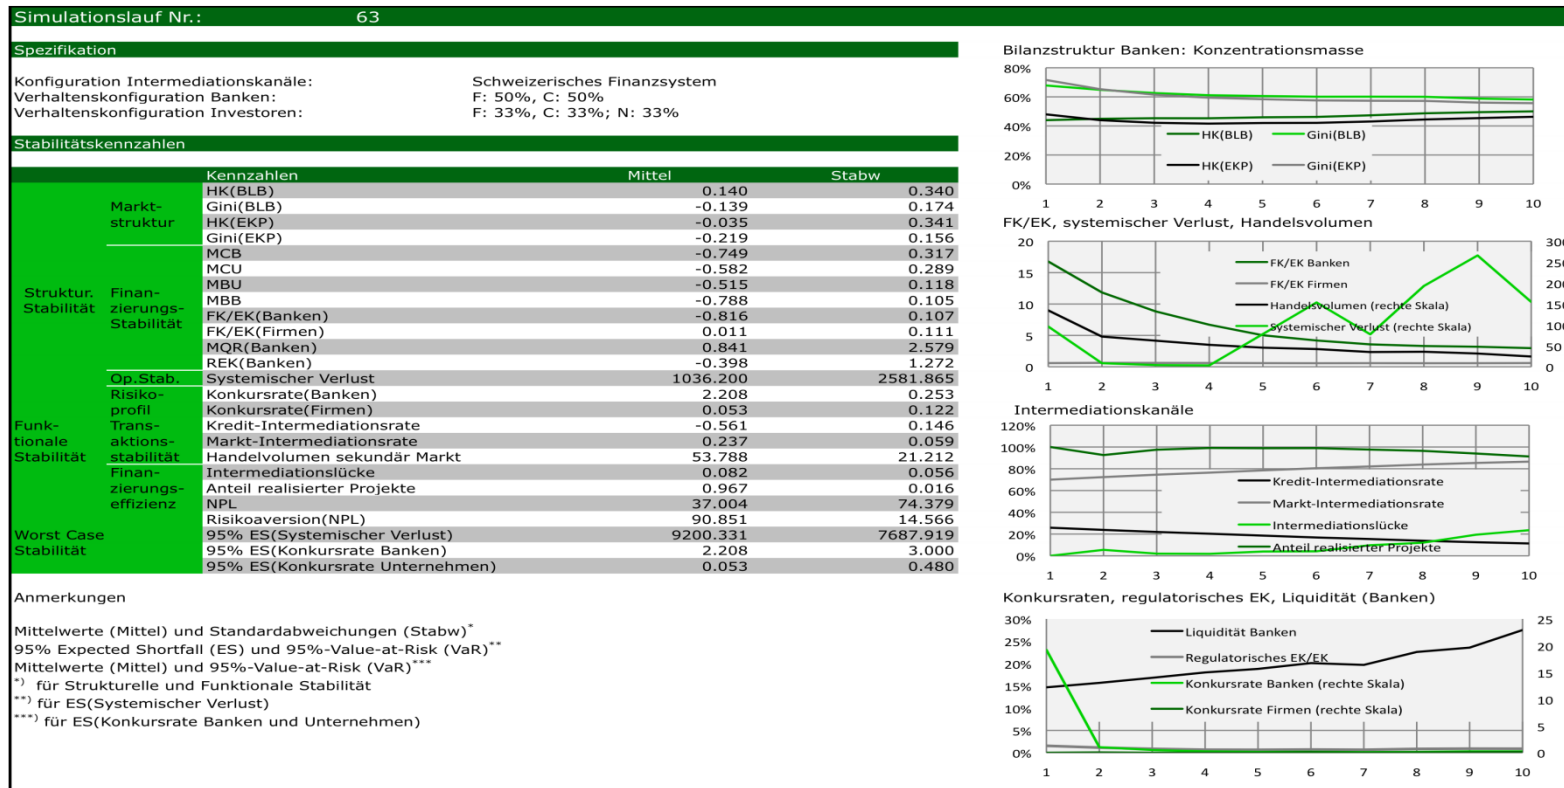 Simulationslauf Nr.: 63
Spezifikation
Konfiguration Intermediationskanäle: Schweizerisches Finanzsystem
Verhaltenskonfiguration Banken: F: 50%, C: 50%
Verhaltenskonfiguration Investoren: F: 33%, C: 33%; N: 33%
Stabilitätskennzahlen
Kennzahlen Mittel Stabw
HK(BLB) 0.140 0.340
Markt- Gini(BLB) -0.139 0.174
struktur HK(EKP) -0.035 0.341
Gini(EKP) -0.219 0.156
MCB -0.749 0.317
MCU -0.582 0.289
MBU -0.515 0.118
Struktur. Finan- MBB -0.788 0.105
Stabilität zierungs- FK/EK(Banken) -0.816 0.107
Stabilität FK/EK(Firmen) 0.011 0.111
MQR(Banken) 0.841 2.579
REK(Banken) -0.398 1.272
Op.Stab. Systemischer Verlust 1036.200 2581.865
Risiko- Konkursrate(Banken) 2.208 0.253
profil Konkursrate(Firmen) 0.053 0.122
Funk- Trans- Kredit-Intermediationsrate -0.561 0.146
tionale aktions- Markt-Intermediationsrate 0.237 0.059
Stabilität stabilität Handelvolumen sekundär Markt 53.788 21.212
Finan- Intermediationslücke 0.082 0.056
zierungs- Anteil realisierter Projekte 0.967 0.016
effizienz NPL 37.004 74.379
Risikoaversion(NPL) 90.851 14.566
Worst Case 95% ES(Systemischer Verlust) 9200.331 7687.919
Stabilität 95% ES(Konkursrate Banken) 2.208 3.000
95% ES(Konkursrate Unternehmen) 0.053 0.480
Anmerkungen
Mittelwerte (Mittel) und Standardabweichungen (Stabw)*
95% Expected Shortfall (ES) und 95%-Value-at-Risk (VaR)**
Mittelwerte (Mittel) und 95%-Value-at-Risk (VaR)***
*) für Strukturelle und Funktionale Stabilität
**) für ES(Systemischer Verlust)
***) für ES(Konkursrate Banken und Unternehmen)
Bilanzstruktur Banken: Konzentrationsmasse
80%
60%
40%
20%
0%
HK(BLB) Gini(BLB)
HK(EKP) Gini(EKP)
1 2 3 4 5 6 7 8 9 10
FK/EK, systemischer Verlust, Handelsvolumen
20 300
250
15
200
10 150
100
5
50
0 0
FK/EK Banken
FK/EK Firmen
Handelsvolumen (rechte Skala)
Systemischer Verlust (rechte Skala)
1 2 3 4 5 6 7 8 9 10
Intermediationskanäle
120%
100%
80%
60%
40%
20%
0%
Kredit-Intermediationsrate
Markt-Intermediationsrate
Intermediationslücke
Anteil realisierter Projekte
1 2 3 4 5 6 7 8 9 10
Konkursraten, regulatorisches EK, Liquidität (Banken)
30% 25
25%
20
20%
15
15%
10
10%
5
5%
0% 0
Liquidität Banken
Regulatorisches EK/EK
Konkursrate Banken (rechte Skala)
Konkursrate Firmen (rechte Skala)
1 2 3 4 5 6 7 8 9 10